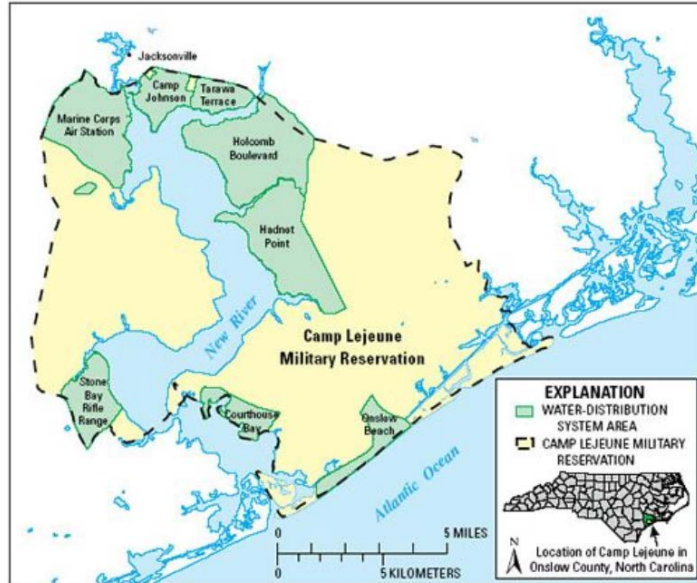 Jacksonville
Camp
Johnson
Tarawa
Terrace
Marine Corps
Air Station
Holcomb
Boulevard
Hadnot
Point
New River
Camp Lejeune
Military Reservation
Stone
Bay
Rifle
Range
Courthouse
Bay
Onslow
Beach
Atlantic Ocean
0 5 MILES
0 5 KILOMETERS
EXPLANATION
WATER-DISTRIBUTION
SYSTEM AREA
CAMP LEJEUNE MILITARY
RESERVATION
N
Location of Camp Lejeune in
Onslow County, North Carolina